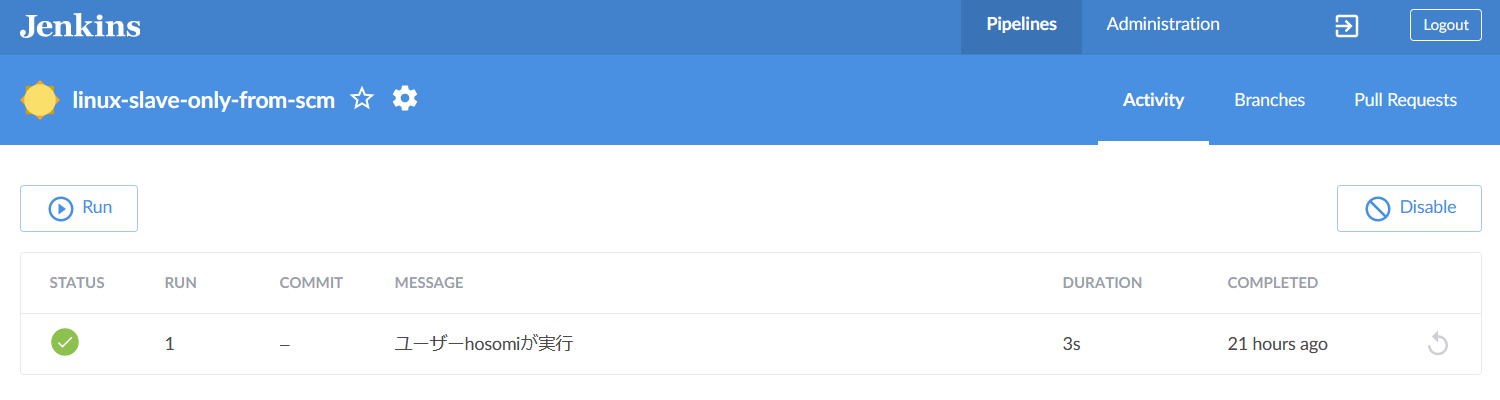 Jenkins Pipelines Administration Logout
linux-slave-only-from-scm Activity Branches Pull Requests
Run Disable
STATUS RUN COMMIT MESSAGE DURATION COMPLETED
1 – ユーザーhosomiが実行 3s 21 hours ago